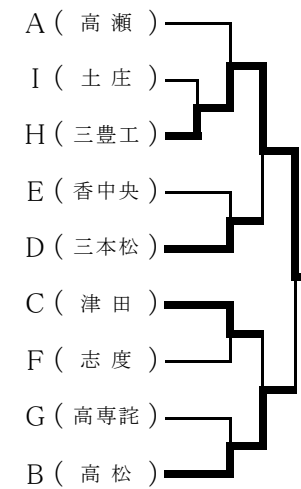 A ( 高 瀬 )
I ( 土 庄 )
H ( 三豊工 )
E ( 香中央 )
D ( 三本松 )
C ( 津 田 )
F ( 志 度 )
G ( 高専詫 )
B ( 高 松 )